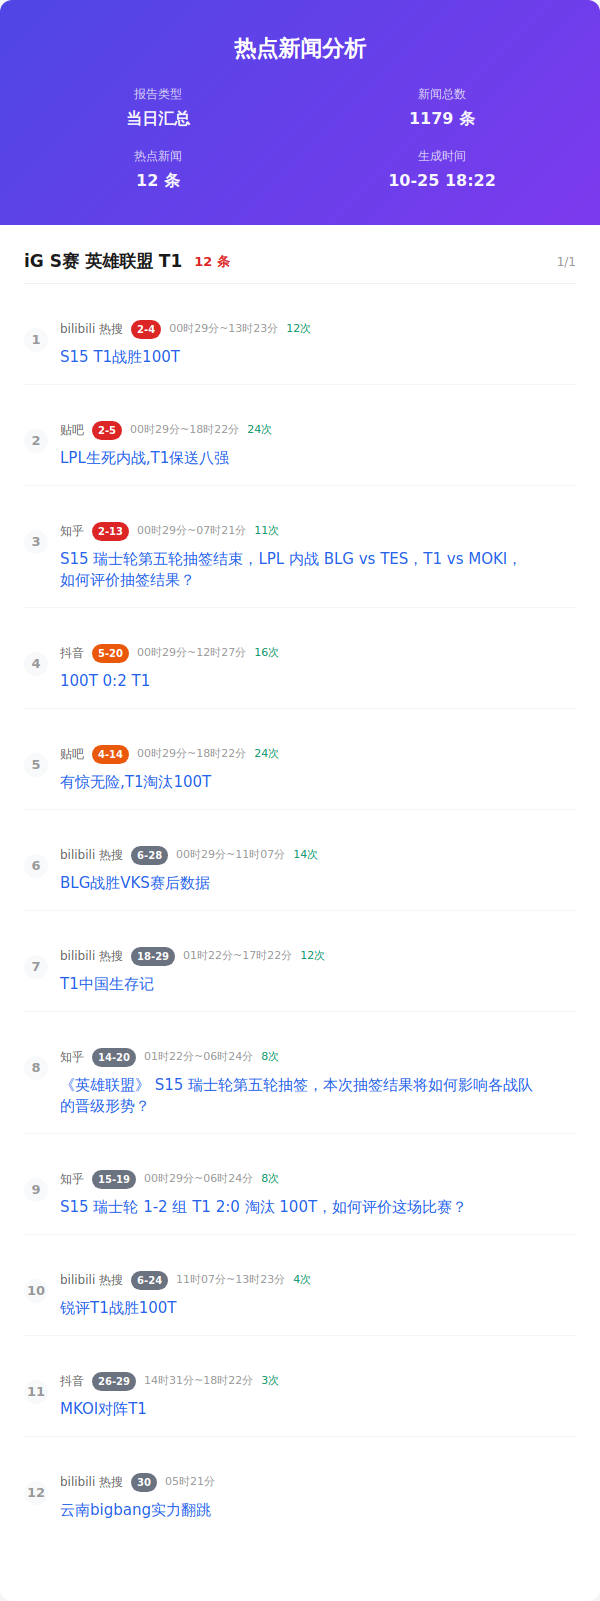 热点新闻分析
报告类型
新闻总数
当日汇总
1179 条
热点新闻
生成时间
12 条
10-25 18:22
iG S赛 英雄联盟 T1 12 条 1/1
1
bilibili 热搜 2-4 00时29分~13时23分 12次
S15 T1战胜100T
2
贴吧 2-5 00时29分~18时22分 24次
LPL生死内战,T1保送八强
3
知乎 2-13 00时29分~07时21分 11次
S15 瑞士轮第五轮抽签结束，LPL 内战 BLG vs TES，T1 vs MOKI，
如何评价抽签结果？
4
抖音 5-20 00时29分~12时27分 16次
100T 0:2 T1
5
贴吧 4-14 00时29分~18时22分 24次
有惊无险,T1淘汰100T
6
bilibili 热搜 6-28 00时29分~11时07分 14次
BLG战胜VKS赛后数据
7
bilibili 热搜 18-29 01时22分~17时22分 12次
T1中国生存记
8
知乎 14-20 01时22分~06时24分 8次
《英雄联盟》 S15 瑞士轮第五轮抽签，本次抽签结果将如何影响各战队
的晋级形势？
9
知乎 15-19 00时29分~06时24分 8次
S15 瑞士轮 1-2 组 T1 2:0 淘汰 100T，如何评价这场比赛？
10
bilibili 热搜 6-24 11时07分~13时23分 4次
锐评T1战胜100T
11
抖音 26-29 14时31分~18时22分 3次
MKOI对阵T1
12
bilibili 热搜 30 05时21分
云南bigbang实力翻跳